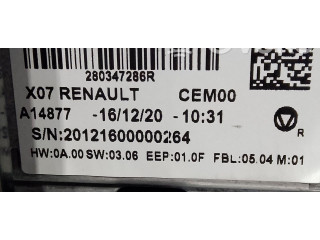 280347286R
X07 RENAULT CEM00
A14877 -16/12/20 -10:31
S/N:20121600000264
R
HW:0A.00 SW:03.06 EEP:01.0F FBL:05.04 M:01